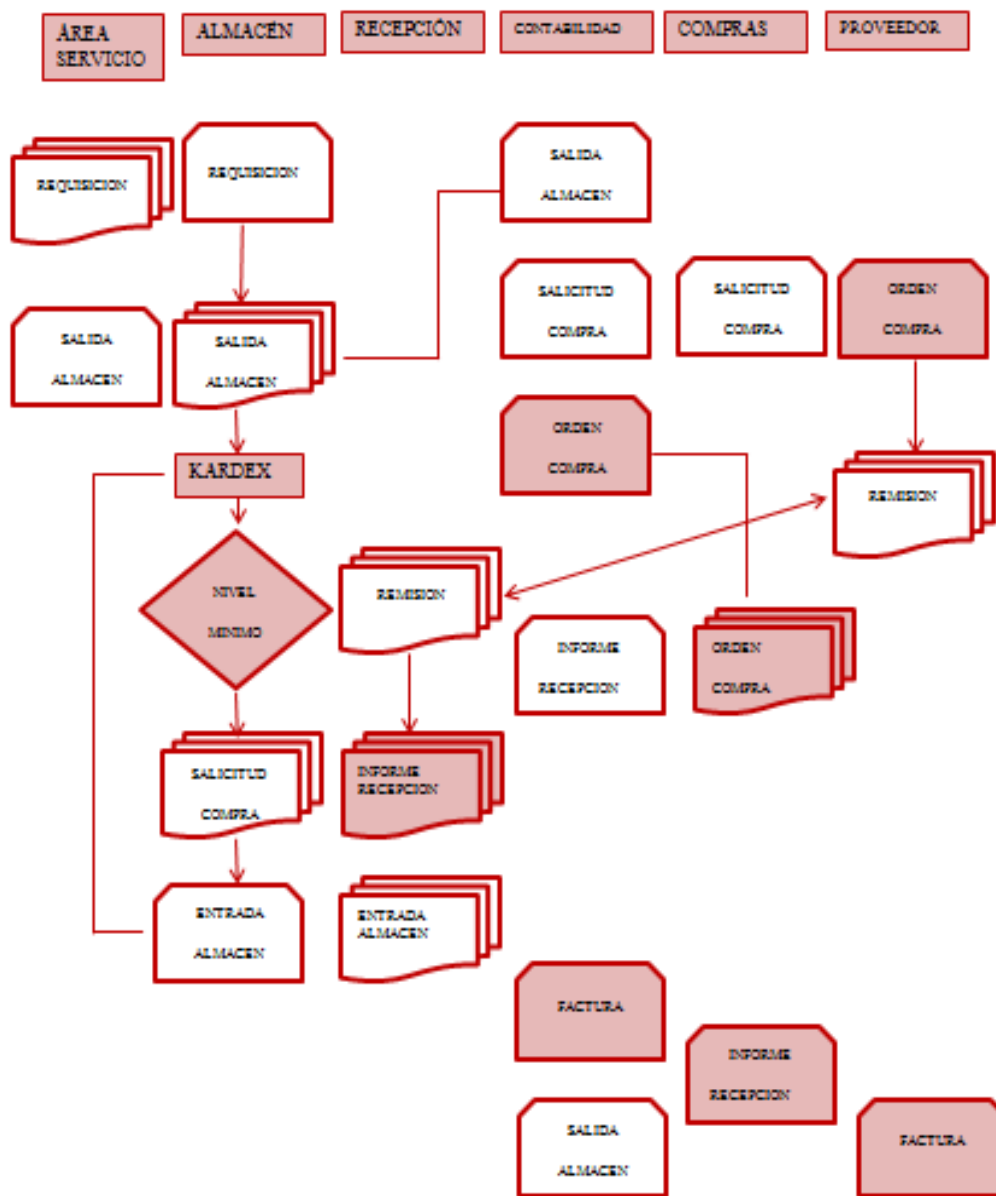 ÁREA
SERVICIO
ALMACÉN
RECEPCIÓN
CONTABILIDAD
COMPRAS
PROVEEDOR
REQUISICION
REQUISICION
SALIDA
ALMACEN
SALICITUD
COMPRA
SALICITUD
COMPRA
ORDEN
COMPRA
SALIDA
ALMACEN
SALIDA
ALMACEN
ORDEN
COMPRA
KARDEX
REMISION
NIVEL
MINIMO
REMISION
INFORME
RECEPCION
ORDEN
COMPRA
SALICITUD
COMPRA
INFORME
RECEPCION
ENTRADA
ALMACEN
ENTRADA
ALMACEN
FACTURA
INFORME
RECEPCION
SALIDA
ALMACEN
FACTURA